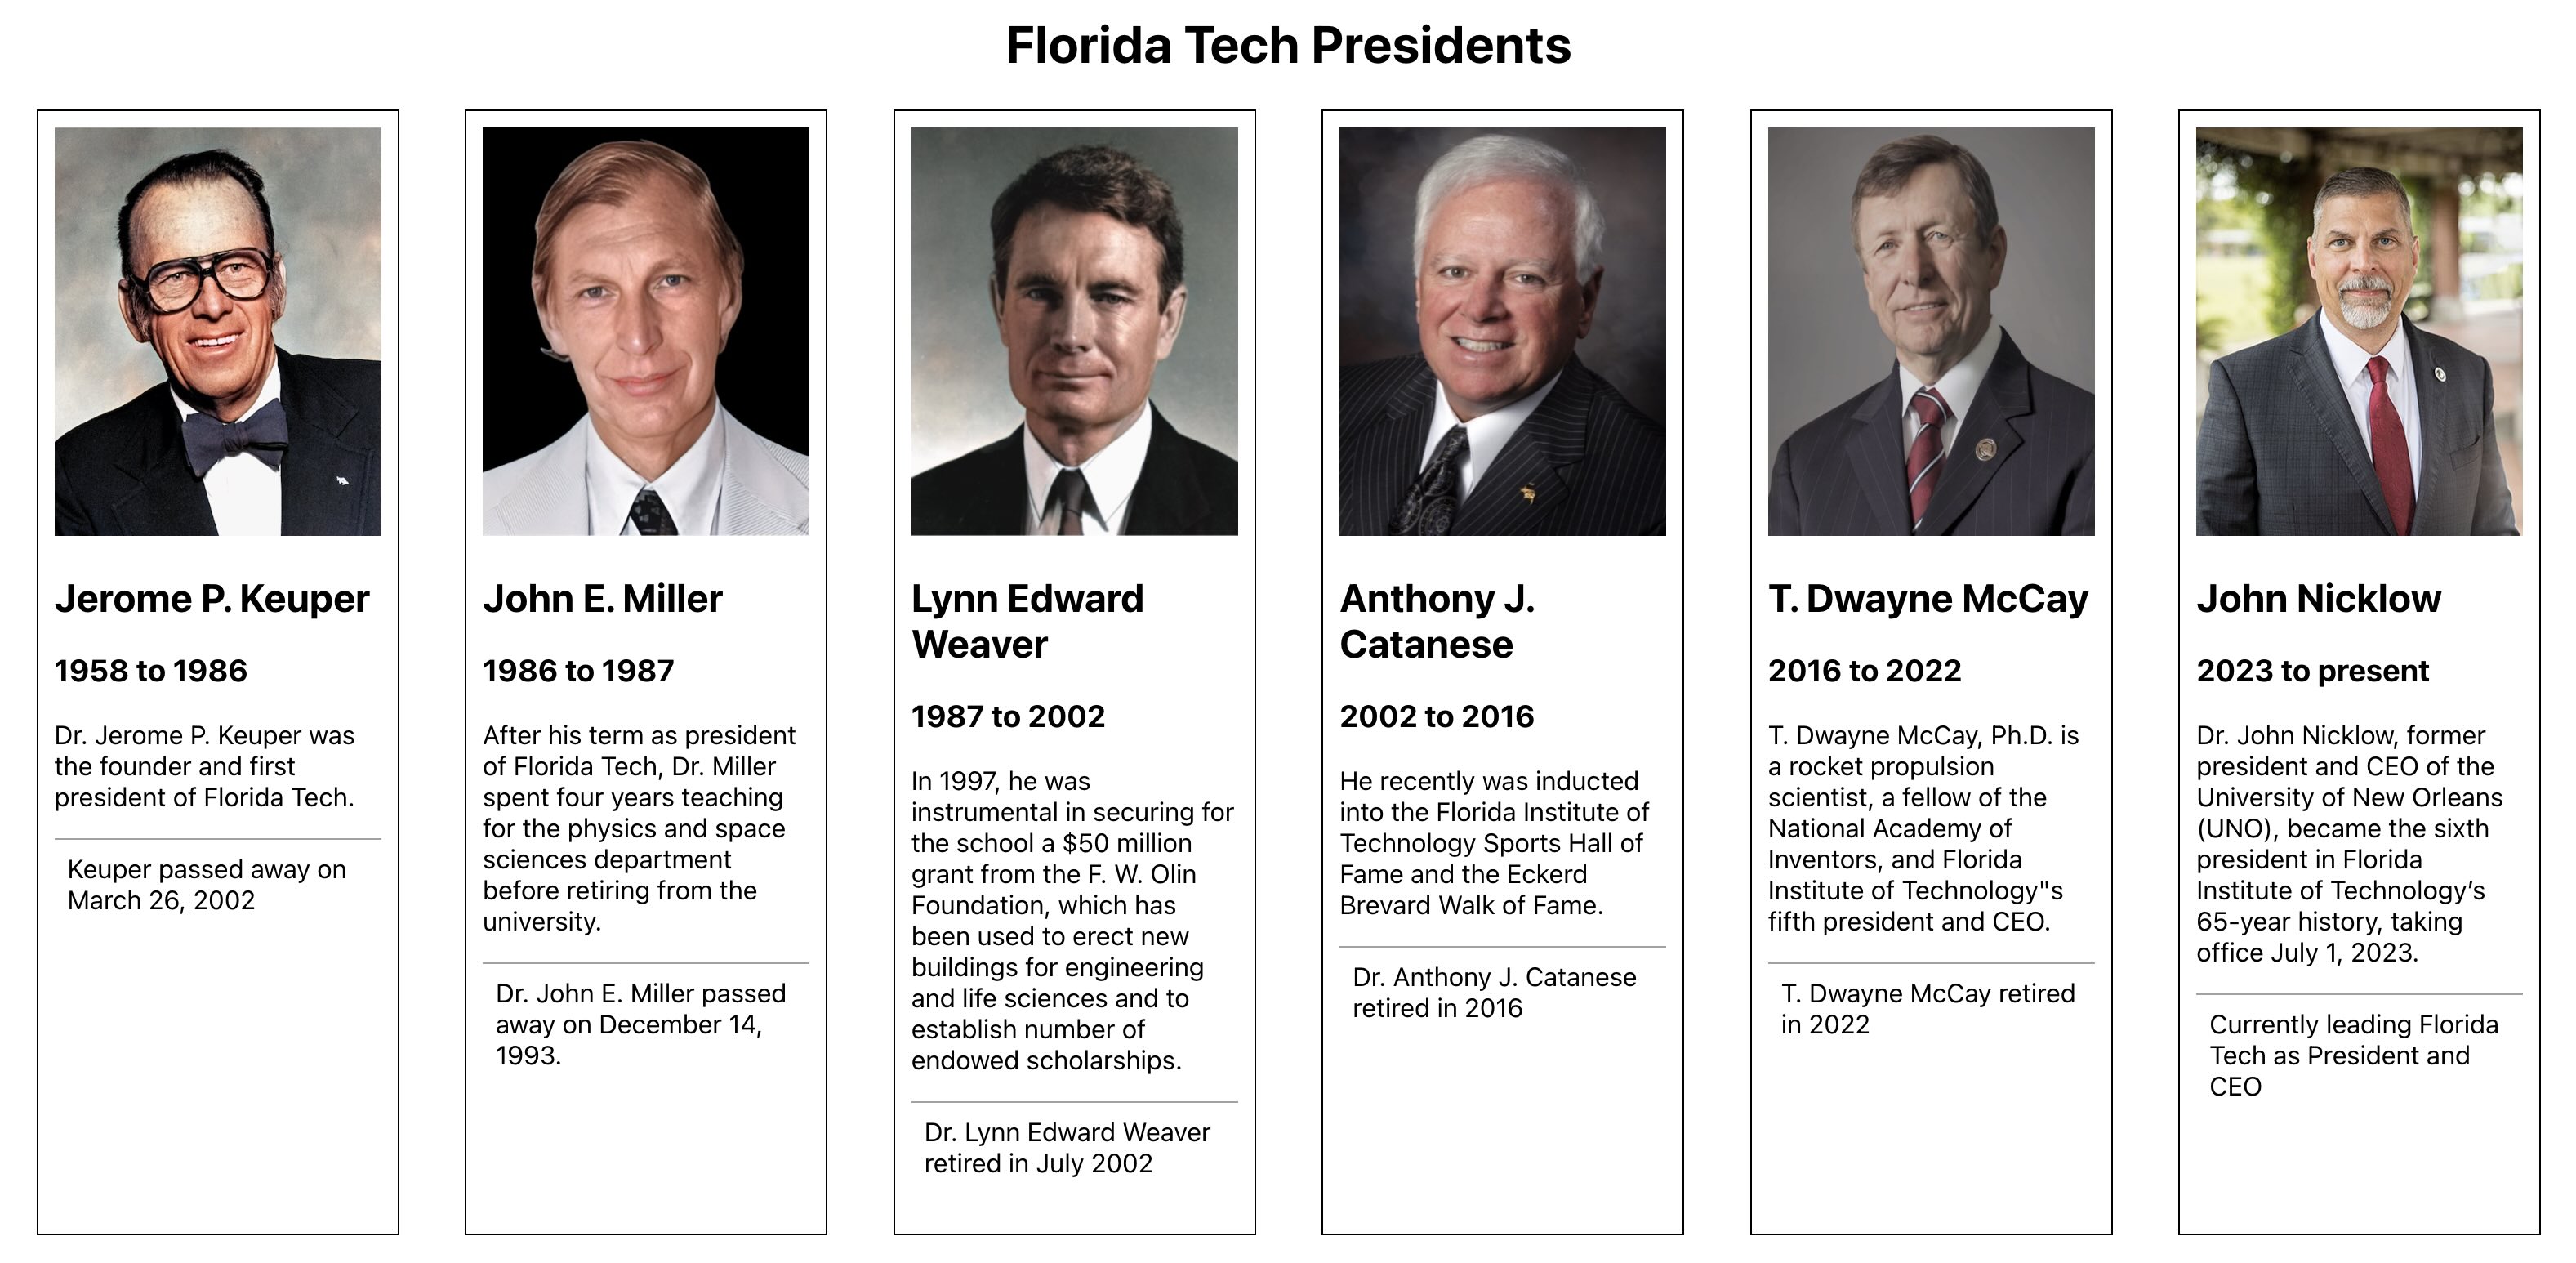 Florida Tech Presidents
Jerome P. Keuper
1958 to 1986
Dr. Jerome P. Keuper was
the founder and first
president of Florida Tech.
Keuper passed away on
March 26, 2002
John E. Miller
1986 to 1987
After his term as president
of Florida Tech, Dr. Miller
spent four years teaching
for the physics and space
sciences department
before retiring from the
university.
Dr. John E. Miller passed
away on December 14,
1993.
Lynn Edward
Weaver
1987 to 2002
In 1997, he was
instrumental in securing for
the school a $50 million
grant from the F. W. Olin
Foundation, which has
been used to erect new
buildings for engineering
and life sciences and to
establish number of
endowed scholarships.
Dr. Lynn Edward Weaver
retired in July 2002
Anthony J.
Catanese
2002 to 2016
He recently was inducted
into the Florida Institute of
Technology Sports Hall of
Fame and the Eckerd
Brevard Walk of Fame.
Dr. Anthony J. Catanese
retired in 2016
T. Dwayne McCay
2016 to 2022
T. Dwayne McCay, Ph.D. is
a rocket propulsion
scientist, a fellow of the
National Academy of
Inventors, and Florida
Institute of Technology"s
fifth president and CEO.
T. Dwayne McCay retired
in 2022
John Nicklow
2023 to present
Dr. John Nicklow, former
president and CEO of the
University of New Orleans
(UNO), became the sixth
president in Florida
Institute of Technology’s
65-year history, taking
office July 1, 2023.
Currently leading Florida
Tech as President and
CEO